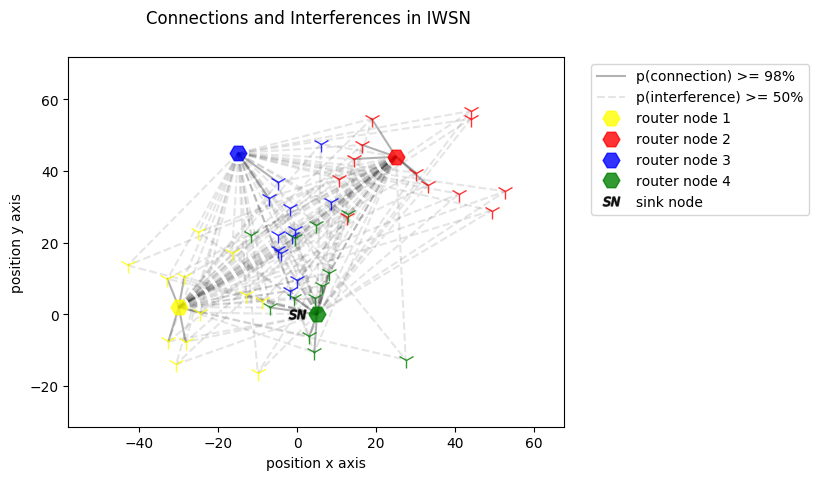 Connections and Interferences in IWSN
p(connection) >= 98%
p(interference) >= 50%
router node 1
router node 2
router node 3
router node 4
SN sink node
position y axis
60
40
20
0
−20
SN
−40 −20 0 20 40 60
position x axis